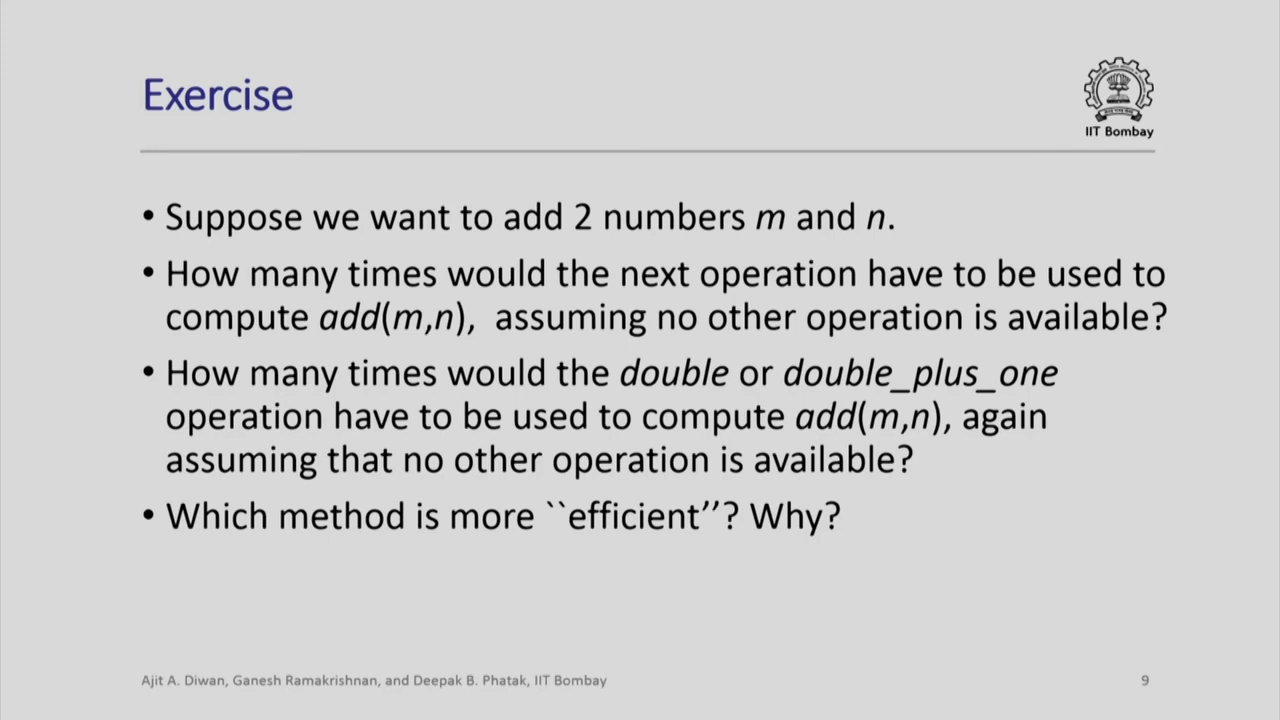 Exercise
IIT Bombay
• Suppose we want to add 2 numbers m and n.
• How many times would the next operation have to be used to
compute add(m,n),  assuming no other operation is available?
• How many times would the double or double_plus_one
operation have to be used to compute add(m,n), again
assuming that no other operation is available?
• Which method is more ``efficient’’? Why?
Ajit A. Diwan, Ganesh Ramakrishnan, and Deepak B. Phatak, IIT Bombay
9